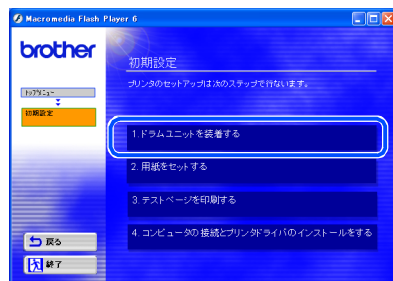 Macromedia Flash Player 6
brother
初期設定
プリンタのセットアップは次のステップで行ないます。
トップメニュー
初期設定
1.ドラムユニットを装着する
2.用紙をセットする
3.テストページを印刷する
4.コンピュータの接続とプリンタドライバのインストールをする
戻る
終了